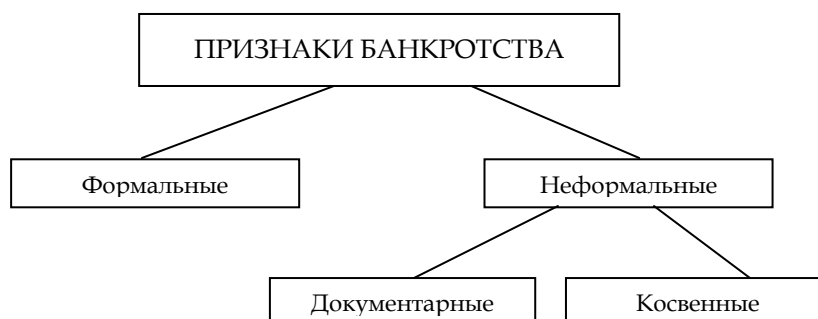 ПРИЗНАКИ БАНКРОТСТВА
Формальные
Неформальные
Документарные
Косвенные